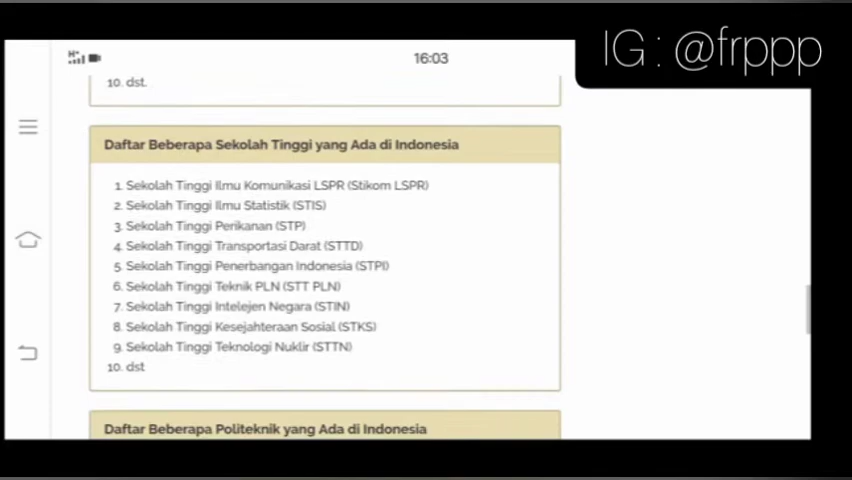 IG : @frppp
16:03
10. dst.
Daftar Beberapa Sekolah Tinggi yang Ada di Indonesia
1. Sekolah Tinggi Ilmu Komunikasi LSPR (Stikom LSPR)
2. Sekolah Tinggi Ilmu Statistik (STIS)
3. Sekolah Tinggi Perikanan (STP)
4. Sekolah Tinggi Transportasi Darat (STTD)
5. Sekolah Tinggi Penerbangan Indonesia (STPI)
6. Sekolah Tinggi Teknik PLN (STT PLN)
7. Sekolah Tinggi Intelejen Negara (STIN)
8. Sekolah Tinggi Kesejahteraan Sosial (STKS)
9. Sekolah Tinggi Teknologi Nuklir (STTN)
10. dst
Daftar Beberapa Politeknik yang Ada di Indonesia